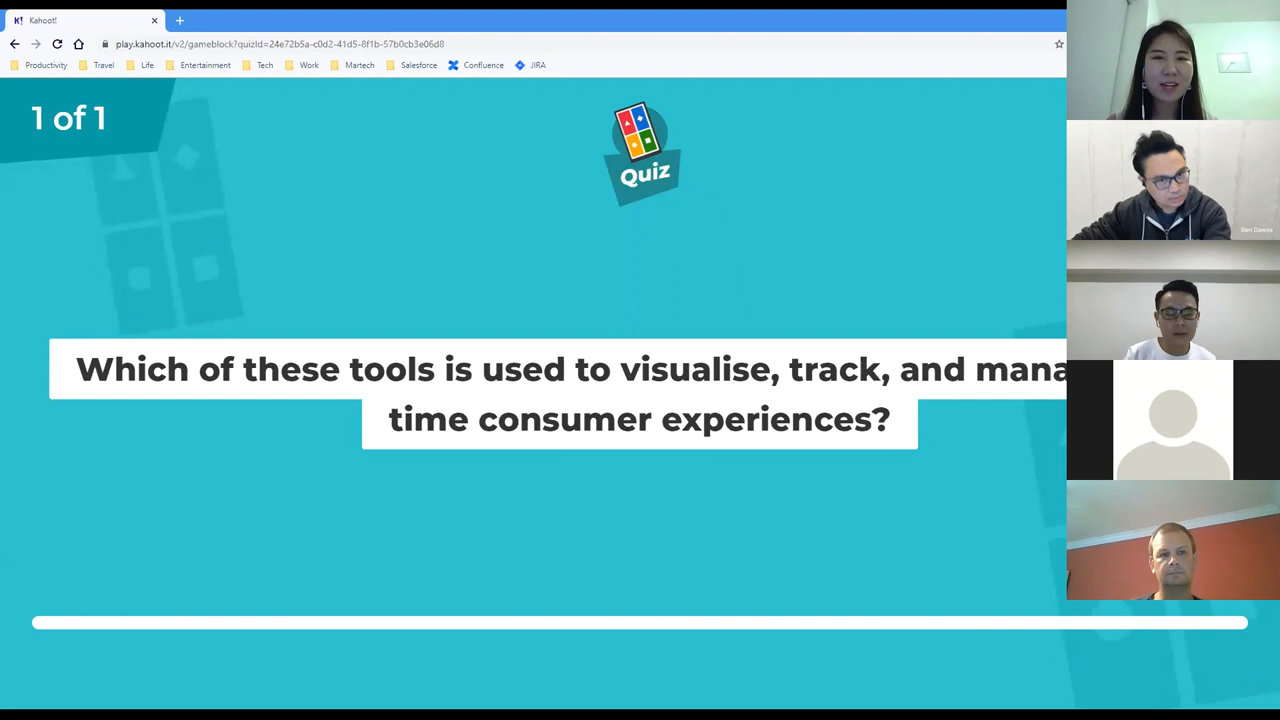 K! Kahoot!
play.kahoot.it/v2/gameblock?quizId=24e72b5a-c0d2-41d5-8f1b-57b0cb3e06d8
Productivity Travel Life Entertainment Tech Work Martech Salesforce Confluence JIRA
1 of 1
Quiz
Which of these tools is used to visualise, track, and mana
time consumer experiences?
Ben Dawos